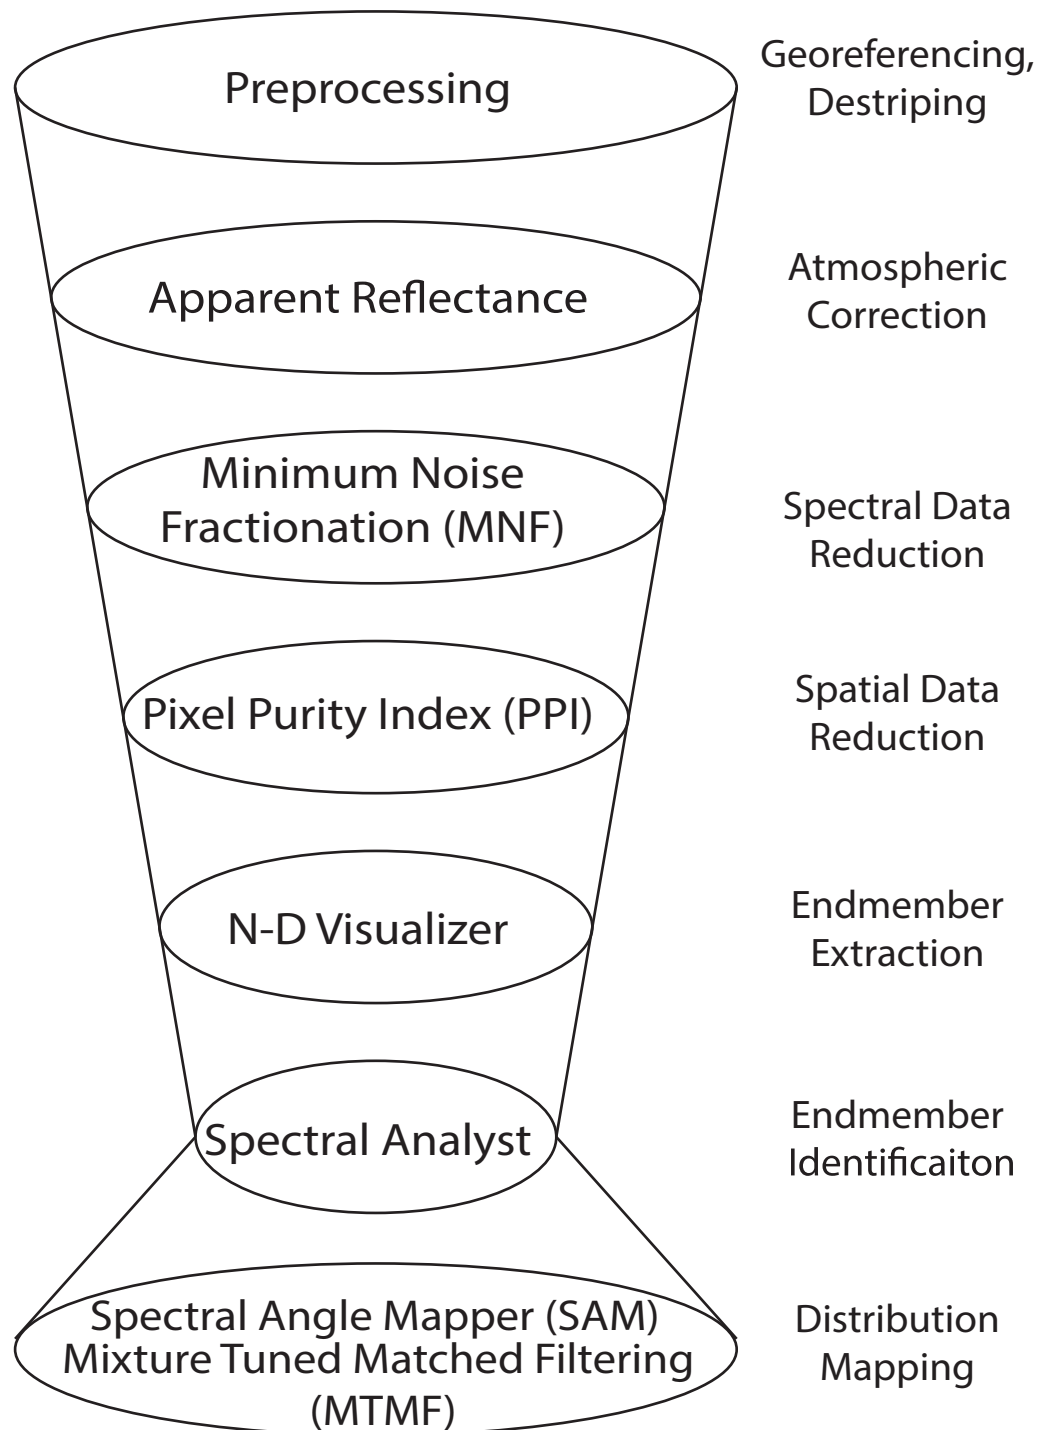 Preprocessing
Georeferencing,
Destriping
Apparent Reflectance
Atmospheric
Correction
Minimum Noise
Fractionation (MNF)
Spectral Data
Reduction
Pixel Purity Index (PPI)
Spatial Data
Reduction
N-D Visualizer
Endmember
Extraction
Spectral Analyst
Endmember
Identificaiton
Spectral Angle Mapper (SAM)
Mixture Tuned Matched Filtering
(MTMF)
Distribution
Mapping